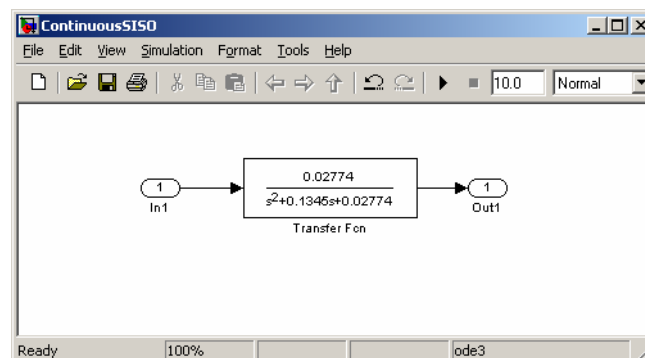 ContinuousSISO
File Edit View Simulation Format Tools Help
10.0 Normal
0.02774
1 s²+0.1345s+0.02774 1
In1 Out1
Transfer Fcn
Ready 100% ode3